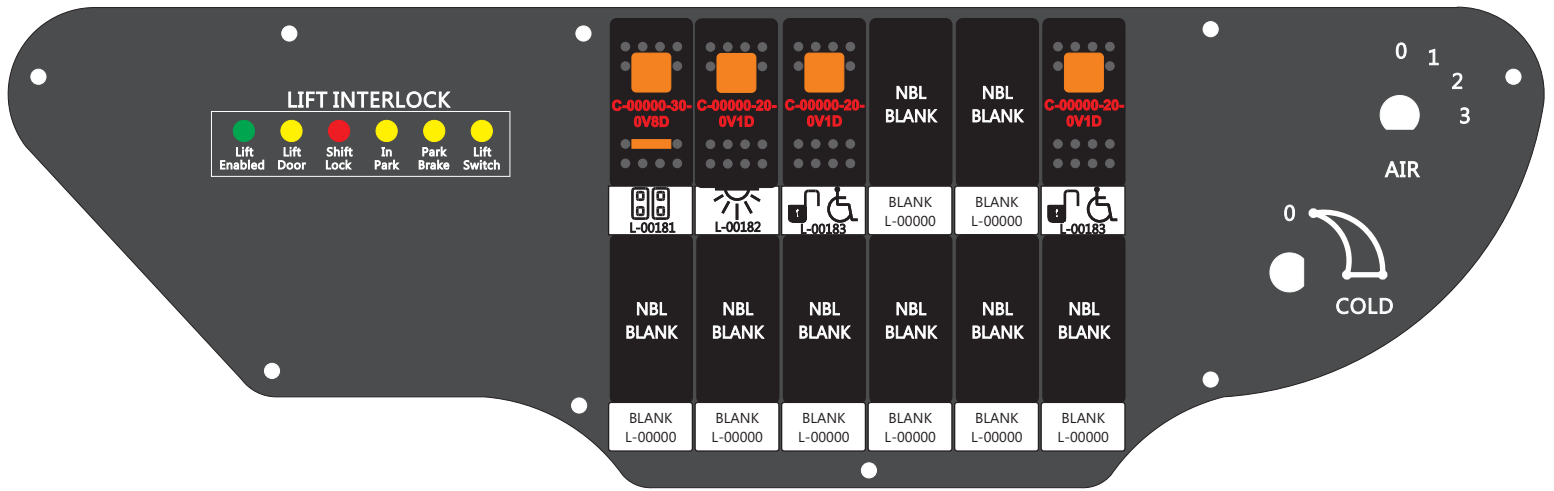 LIFT INTERLOCK
Lift Enabled
Lift Door
Shift Lock
In Park
Park Brake
Lift Switch
C-00000-30-
0V8D
C-00000-20-
0V1D
C-00000-20-
0V1D
NBL
BLANK
NBL
BLANK
C-00000-20-
0V1D
L-00181
L-00182
L-00183
BLANK
L-00000
BLANK
L-00000
L-00183
NBL
BLANK
NBL
BLANK
NBL
BLANK
NBL
BLANK
NBL
BLANK
NBL
BLANK
BLANK
L-00000
BLANK
L-00000
BLANK
L-00000
BLANK
L-00000
BLANK
L-00000
BLANK
L-00000
0
1
2
3
AIR
0
COLD